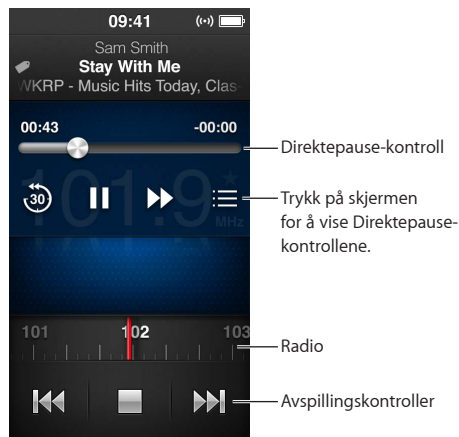 09:41
Sam Smith
Stay With Me
WKRP - Music Hits Today, Clas
00:43 -00:00
Direktepause-kontroll
30
101.9
MHz
Trykk på skjermen
for å vise Direktepause-
kontrollene.
101 102 103
Radio
Avspillingskontroller